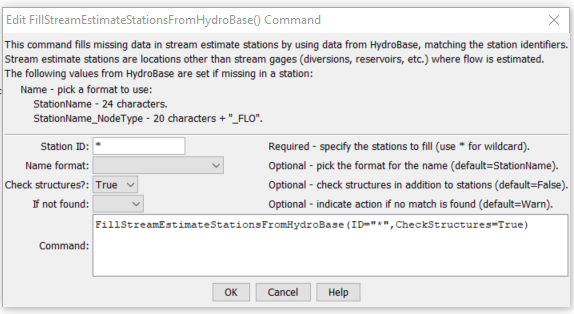 Edit FillStreamEstimateStationsFromHydroBase() Command
This command fills missing data in stream estimate stations by using data from HydroBase, matching the station identifiers.
Stream estimate stations are locations other than stream gages (diversions, reservoirs, etc.) where flow is estimated.
The following values from HydroBase are set if missing in a station:
Name - pick a format to use:
StationName - 24 characters.
StationName_NodeType - 20 characters + "_FLO".
Station ID: * Required - specify the stations to fill (use * for wildcard).
Name format: Optional - pick the format for the name (default=StationName).
Check structures?: True Optional - check structures in addition to stations (default=False).
If not found: Optional - indicate action if no match is found (default=Warn).
Command: FillStreamEstimateStationsFromHydroBase(ID="*",CheckStructures=True)
OK Cancel Help